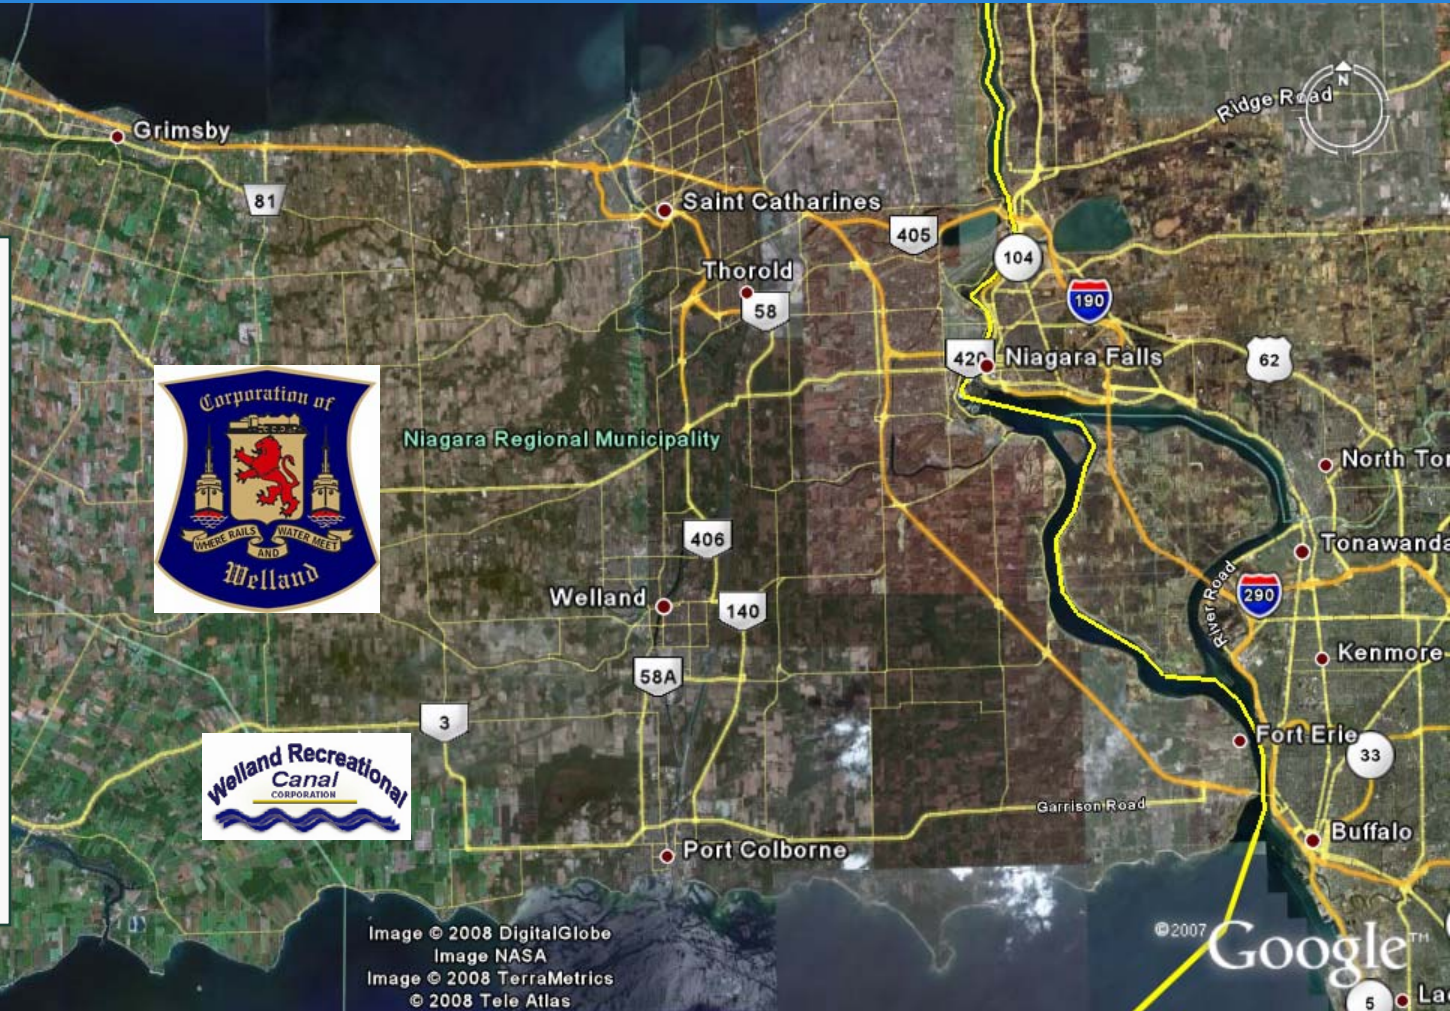 Ridge Road
N
Grimsby
81
Saint Catharines
405
104
Thorold
58
190
420
Niagara Falls
62
Corporation of
WHERE RAILS
AND
WATER MEET
Welland
Niagara Regional Municipality
North Ton
406
Tonawanda
River Road
290
Welland
140
Kenmore
58A
3
Fort Erie
33
Welland Recreational
Canal
CORPORATION
Garrison Road
Buffalo
Port Colborne
Image © 2008 DigitalGlobe
Image NASA
Image © 2008 TerraMetrics
© 2008 Tele Atlas
©2007 Google™
5